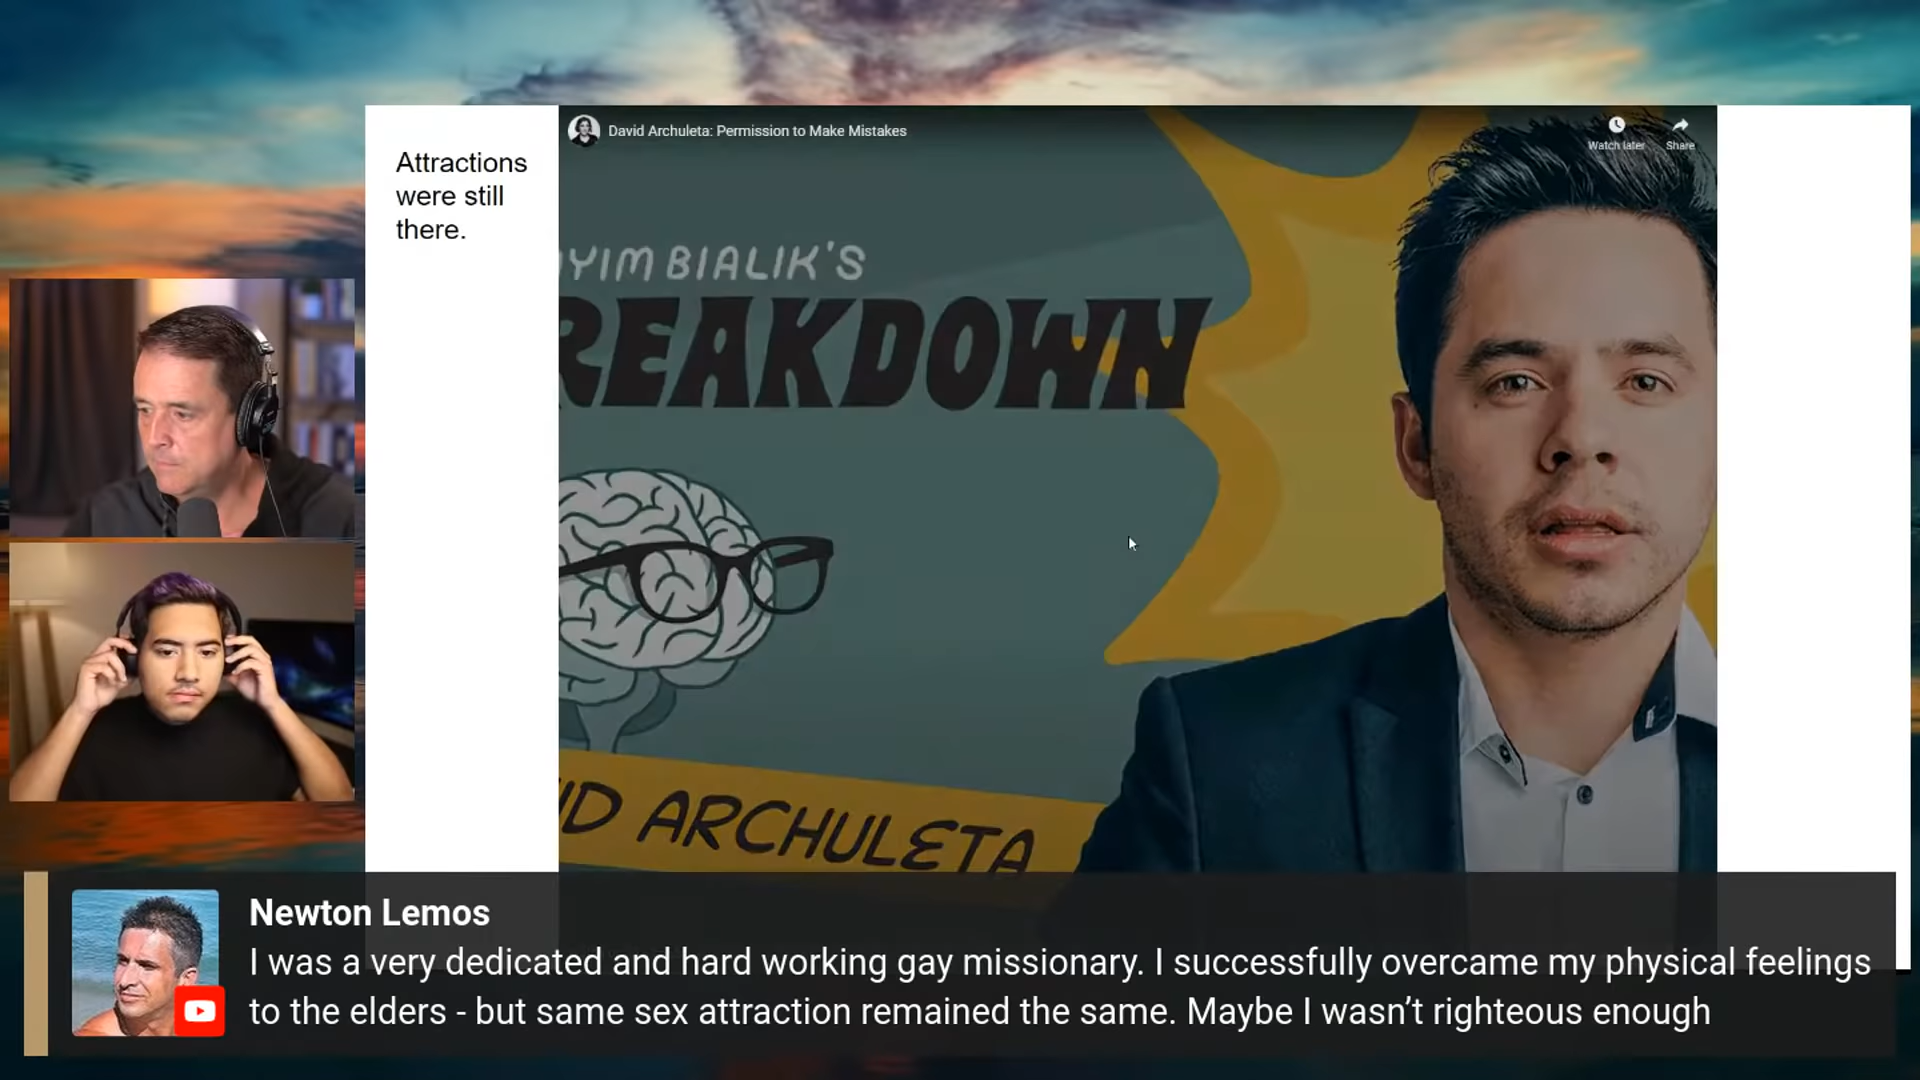 David Archuleta: Permission to Make Mistakes
Watch later
Share
Attractions
were still
there.
YIM BIALIK'S
REAKDOWN
ID ARCHULETA
Newton Lemos
I was a very dedicated and hard working gay missionary. I successfully overcame my physical feelings
to the elders - but same sex attraction remained the same. Maybe I wasn’t righteous enough